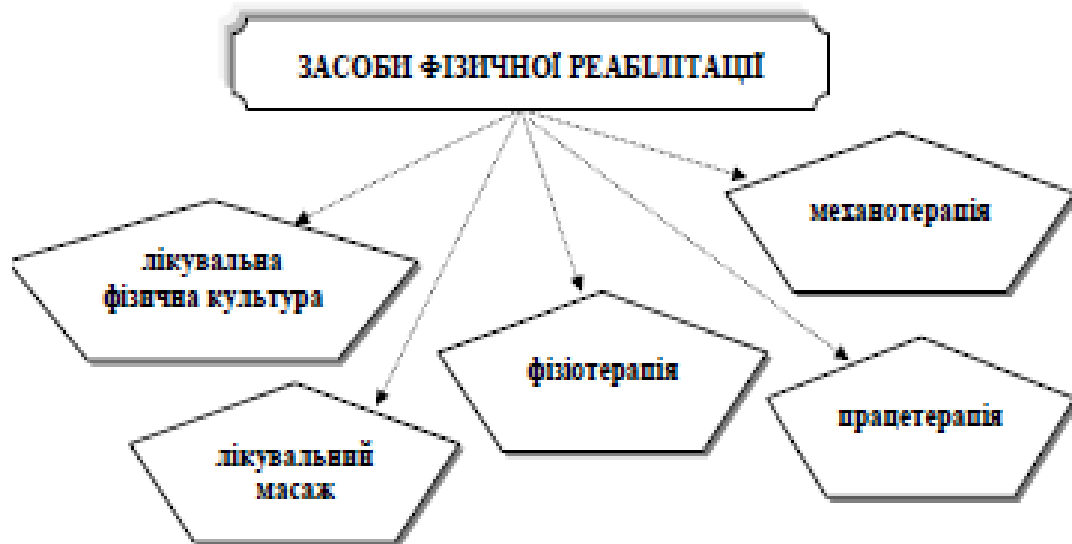 ЗАСОБИ ФІЗИЧНОЇ РЕАБІЛІТАЦІЇ
механотерапія
лікувальна
фізична культура
фізіотерапія
працетерапія
лікувальний
масаж